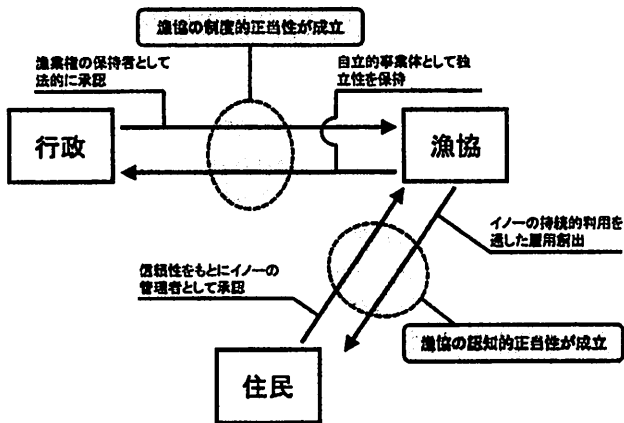 漁協の制度的正当性が成立
漁業権の保持者として
法的に承認
自立的事業体として独
立性を保持
行政
漁協
イノーの持続的利用を
通した雇用創出
信頼性をもとにイノーの
管理者として承認
漁協の認知的正当性が成立
住民